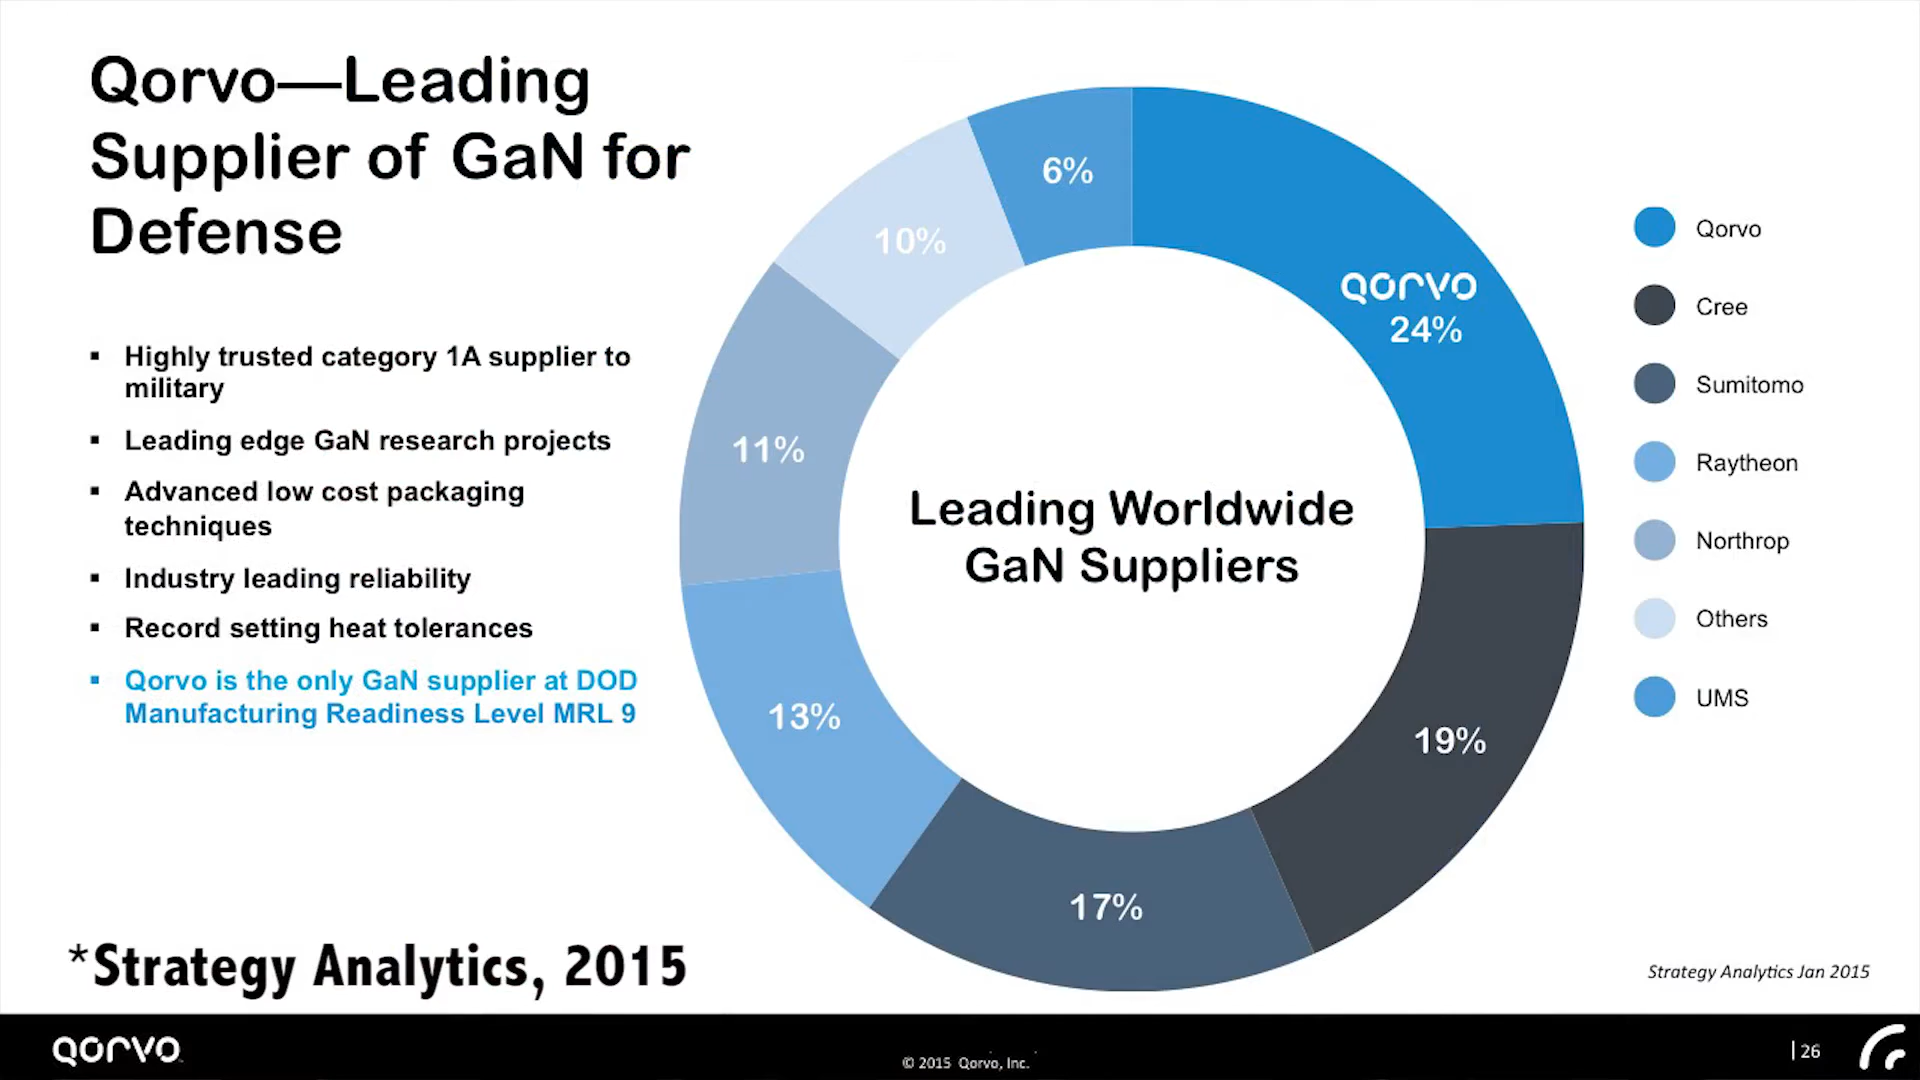 Qorvo—Leading
Supplier of GaN for
Defense
▪ Highly trusted category 1A supplier to
military
▪ Leading edge GaN research projects
▪ Advanced low cost packaging
techniques
▪ Industry leading reliability
▪ Record setting heat tolerances
▪ Qorvo is the only GaN supplier at DOD
Manufacturing Readiness Level MRL 9
*Strategy Analytics, 2015
6%
10%
QORVO
24%
11%
Leading Worldwide
GaN Suppliers
13%
19%
17%
Qorvo
Cree
Sumitomo
Raytheon
Northrop
Others
UMS
Strategy Analytics Jan 2015
QORVO
© 2015 Qorvo, Inc.
| 26